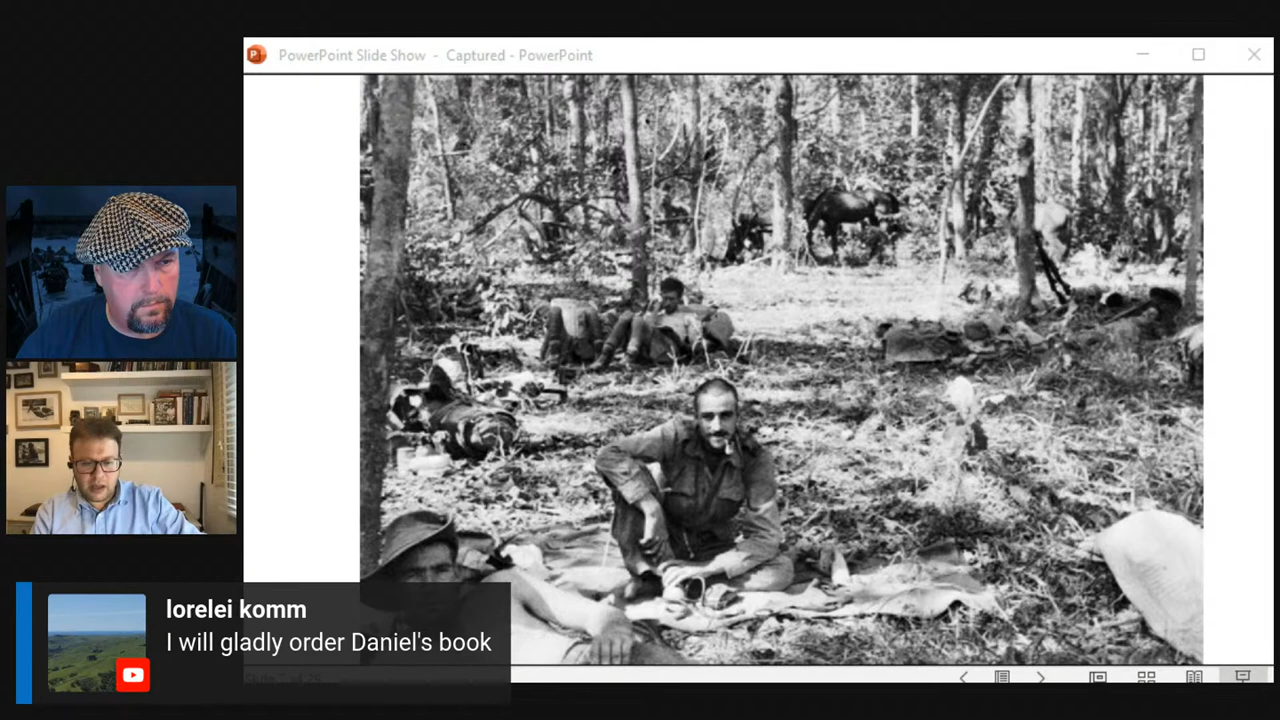 PowerPoint Slide Show - Captured - PowerPoint
lorelei komm
I will gladly order Daniel's book